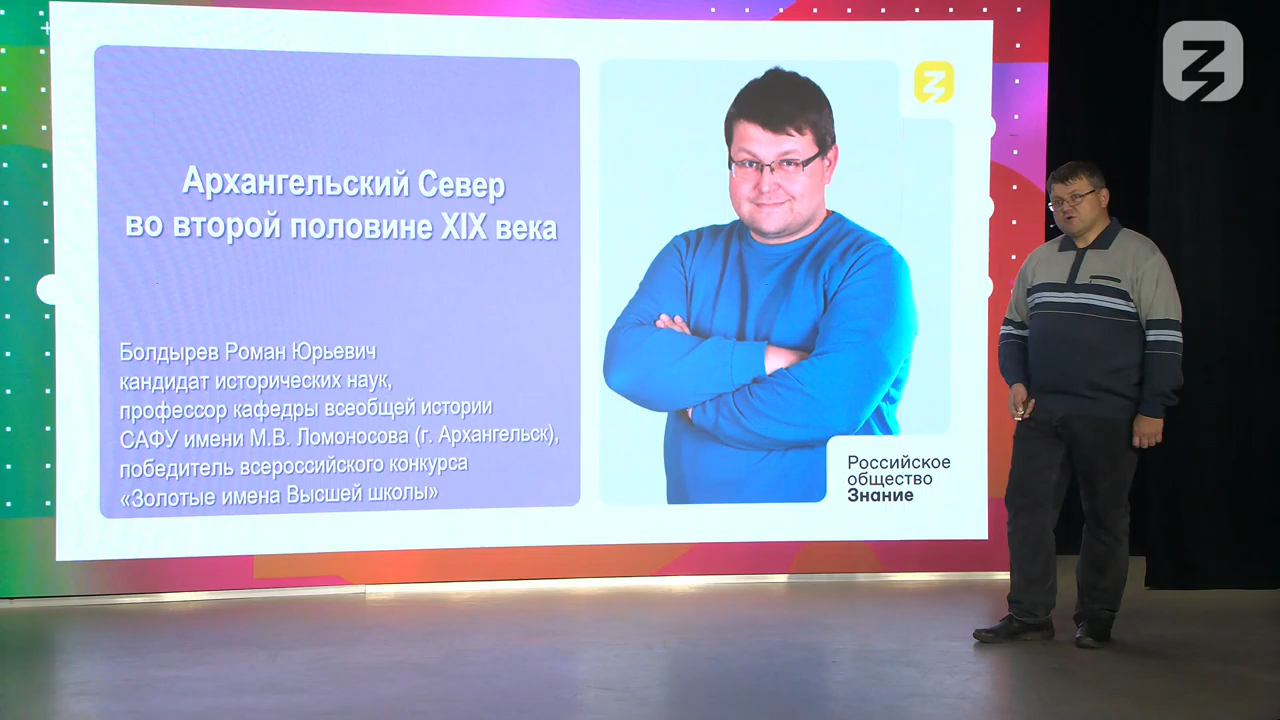 Архангельский Север
во второй половине XIX века
Болдырев Роман Юрьевич
кандидат исторических наук,
профессор кафедры всеобщей истории
САФУ имени М.В. Ломоносова (г. Архангельск),
победитель всероссийского конкурса
«Золотые имена Высшей школы»
Российское
общество
Знание